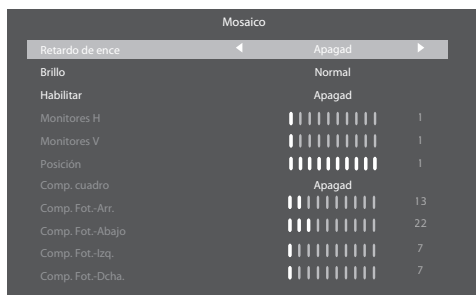 Mosaico
Retardo de ence Apagad
Brillo Normal
Habilitar Apagad
Monitores H 1
Monitores V 1
Posición 1
Comp. cuadro Apagad
Comp. Fot.-Arr. 13
Comp. Fot.-Abajo 22
Comp. Fot.-Izq. 7
Comp. Fot.-Dcha. 7